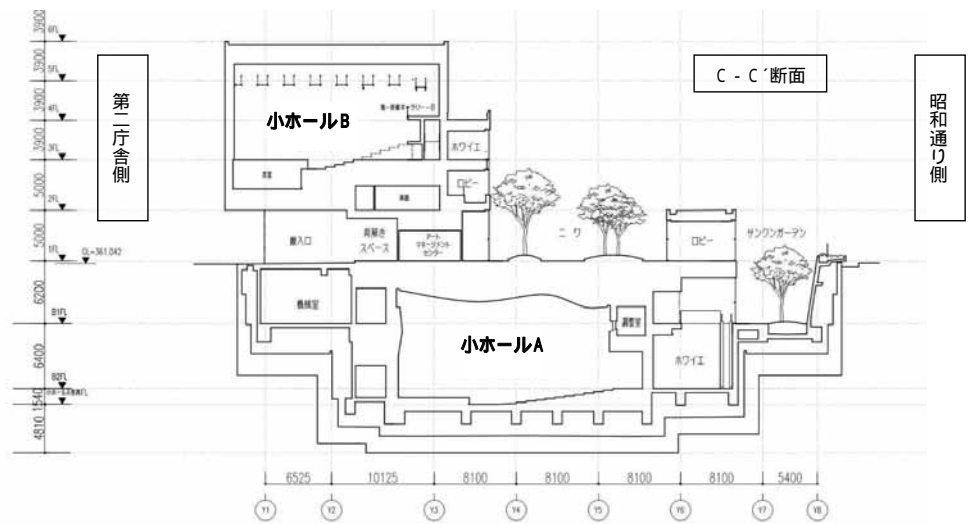 C - C´断面
第二庁舎側
昭和通り側
6FL
5FL
4FL
3FL
2FL
1FL
B1FL
B2FL
3900
3900
3900
3900
5000
5000
6200
6400
1540
4810
GL=361.042
小ホールB
ホワイエ
ロビー
搬入口
荷解き
スペース
アート
マネージメント
センター
ニワ
ロビー
サンクンガーデン
機械室
小ホールA
調整室
ホワイエ
6525
10125
8100
8100
8100
8100
5400
Y1
Y2
Y3
Y4
Y5
Y6
Y7
Y8